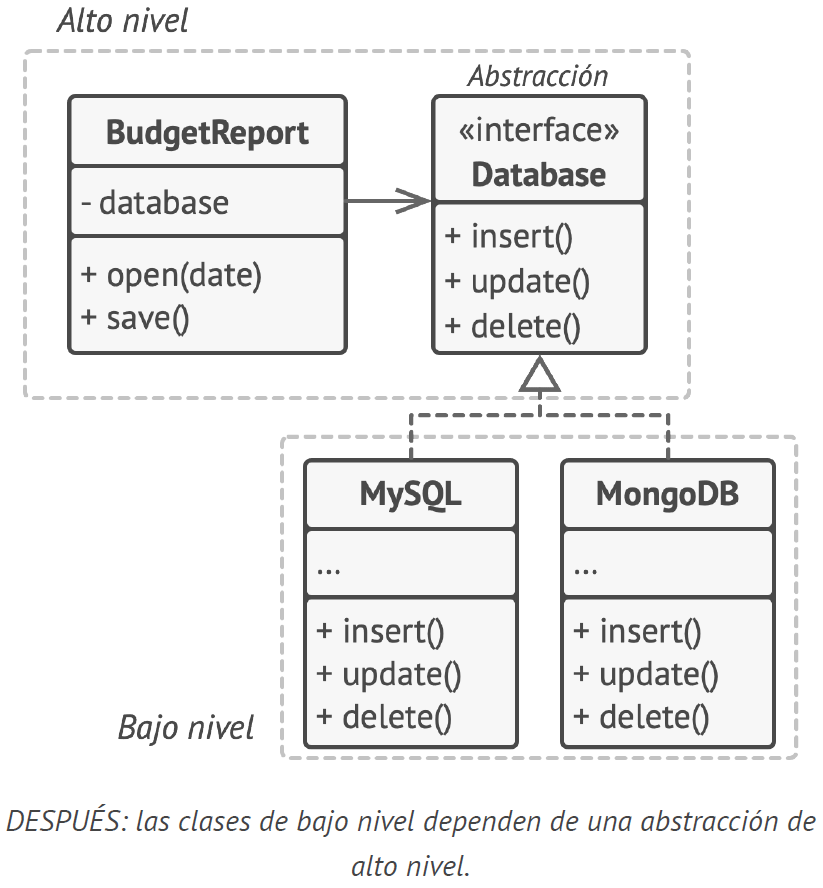 Alto nivel
Abstracción
BudgetReport
- database
+ open(date)
+ save()
«interface»
Database
+ insert()
+ update()
+ delete()
MySQL
...
+ insert()
+ update()
+ delete()
MongoDB
...
+ insert()
+ update()
+ delete()
Bajo nivel
DESPUÉS: las clases de bajo nivel dependen de una abstracción de
alto nivel.